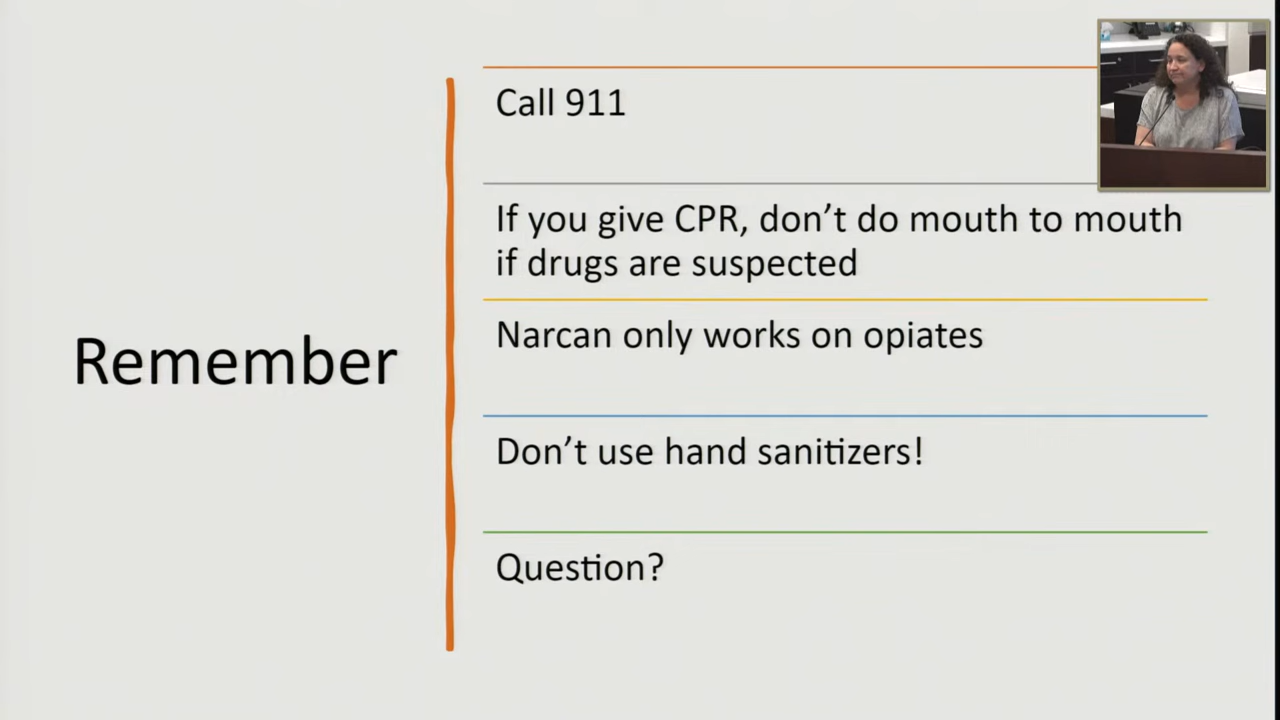 Remember
Call 911
If you give CPR, don’t do mouth to mouth
if drugs are suspected
Narcan only works on opiates
Don’t use hand sanitizers!
Question?